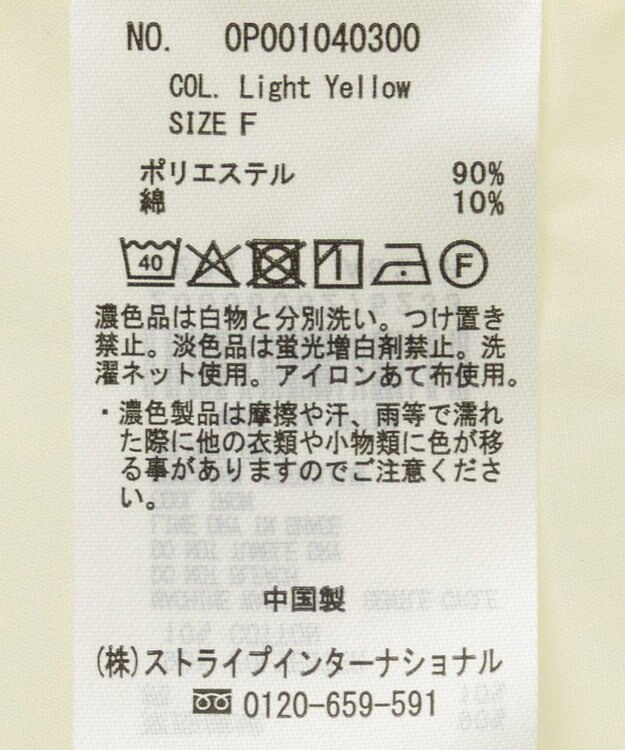 NO. 0P001040300
COL. Light Yellow
SIZE F
ポリエステル 90%
綿 10%
40 F
濃色品は白物と分別洗い。つけ置き
禁止。淡色品は蛍光増白剤禁止。洗
濯ネット使用。アイロンあて布使用。
・濃色製品は摩擦や汗、雨等で濡れ
た際に他の衣類や小物類に色が移
る事がありますのでご注意くださ
い。
中国製
(株)ストライプインターナショナル
0120-659-591